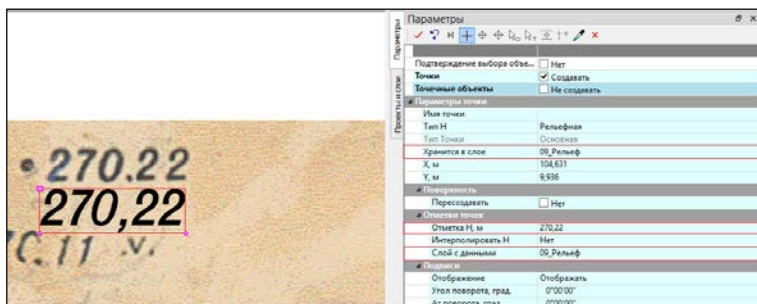 270.22
270,22
Параметры
Проекты и слои
Параметры
Подтверждение выбора объе... Нет
Точки Создавать
Точечные объекты Не создавать
Параметры точки
Имя точки
Тип H Рельефная
Тип Точки Основная
Хранится в слое 09_Рельеф
X, м 104,631
Y, м 9,936
Поверхность
Пересоздавать Нет
Отметки точек
Отметка H, м 270,22
Интерполировать H Нет
Слой с данными 09_Рельеф
Подписи
Отображение Отображать
Угол поворота, град. 0°00'00"